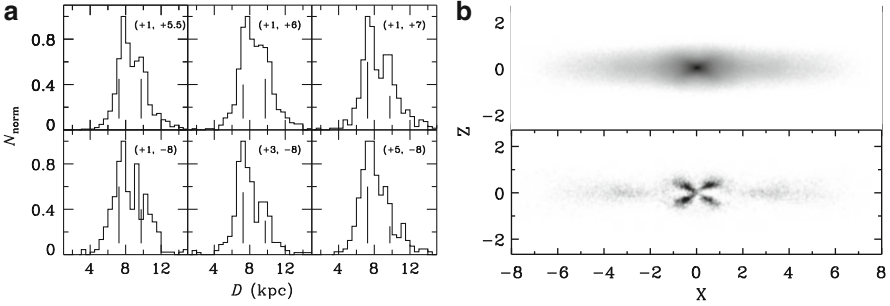 a
(+1, +5.5)
(+1, +6)
(+1, +7)
0.8
0.4
0
N norm
(+1, -8)
(+3, -8)
(+5, -8)
0.8
0.4
0
4 8 12 4 8 12 4 8 12
D (kpc)
b
2
0
-2
Z
2
0
-2
-8 -6 -4 -2 0 2 4 6 8
X